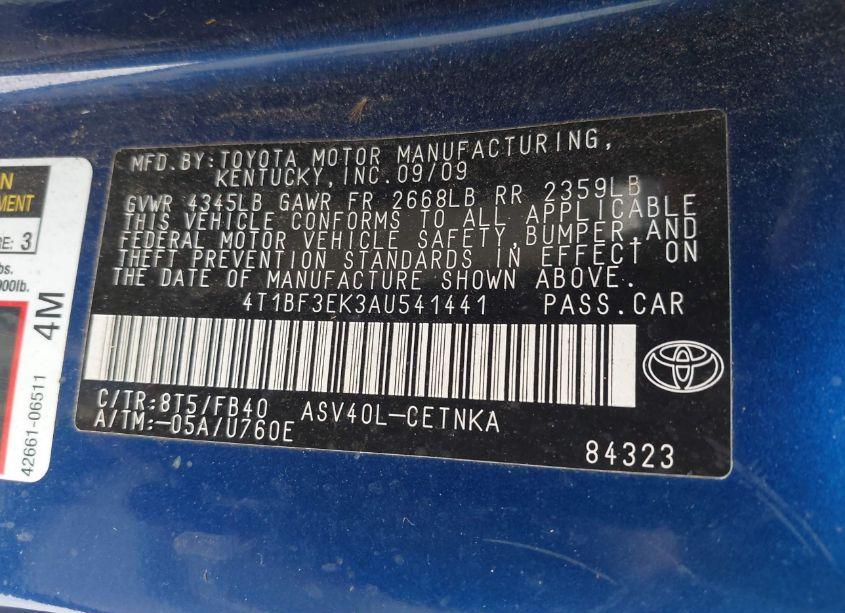 MFD.BY:TOYOTA MOTOR MANUFACTURING,
KENTUCKY,INC.09/09
GVWR 4345LB GAWR FR 2668LB RR 2359LB
THIS VEHICLE CONFORMS TO ALL APPLICABLE
FEDERAL MOTOR VEHICLE SAFETY,BUMPER,AND
THEFT PREVENTION STANDARDS IN EFFECT ON
THE DATE OF MANUFACTURE SHOWN ABOVE.
4T1BF3EK3AU541441 PASS.CAR
C/TR:8T5/FB40 ASV40L-CETNKA
A/TM:-05A/U760E
84323
3
4M
42661-06511